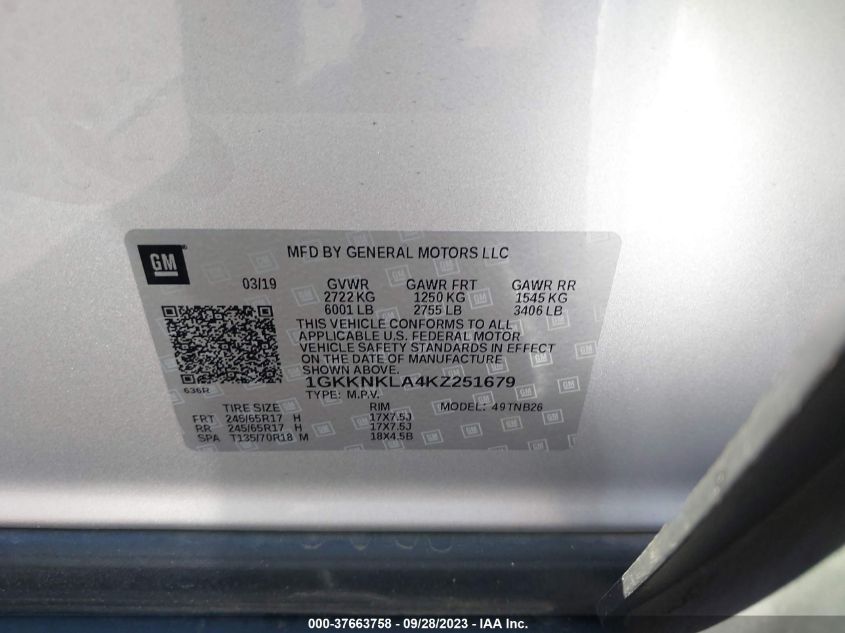 GM
MFD BY GENERAL MOTORS LLC
03/19 GVWR GAWR FRT GAWR RR
2722 KG 1250 KG 1545 KG
6001 LB 2755 LB 3406 LB
THIS VEHICLE CONFORMS TO ALL
APPLICABLE U.S. FEDERAL MOTOR
VEHICLE SAFETY STANDARDS IN EFFECT
ON THE DATE OF MANUFACTURE
SHOWN ABOVE.
1GKKNKLA4KZ251679
636R TYPE: M.P.V. MODEL: 49TNB26
TIRE SIZE RIM
FRT 245/65R17 H 17X7.5J
RR 245/65R17 H 17X7.5J
SPA T135/70R18 M 18X4.5B
000-37663758 - 09/28/2023 - IAA Inc.